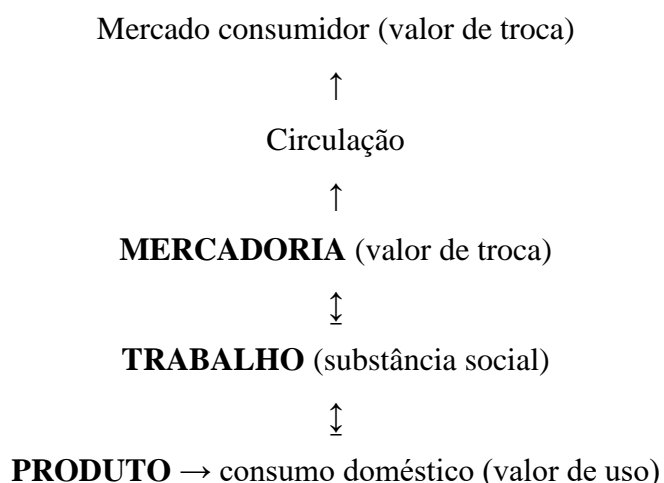 Mercado consumidor (valor de troca)
↑
Circulação
↑
MERCADORIA (valor de troca)
↨
TRABALHO (substância social)
↨
PRODUTO → consumo doméstico (valor de uso)